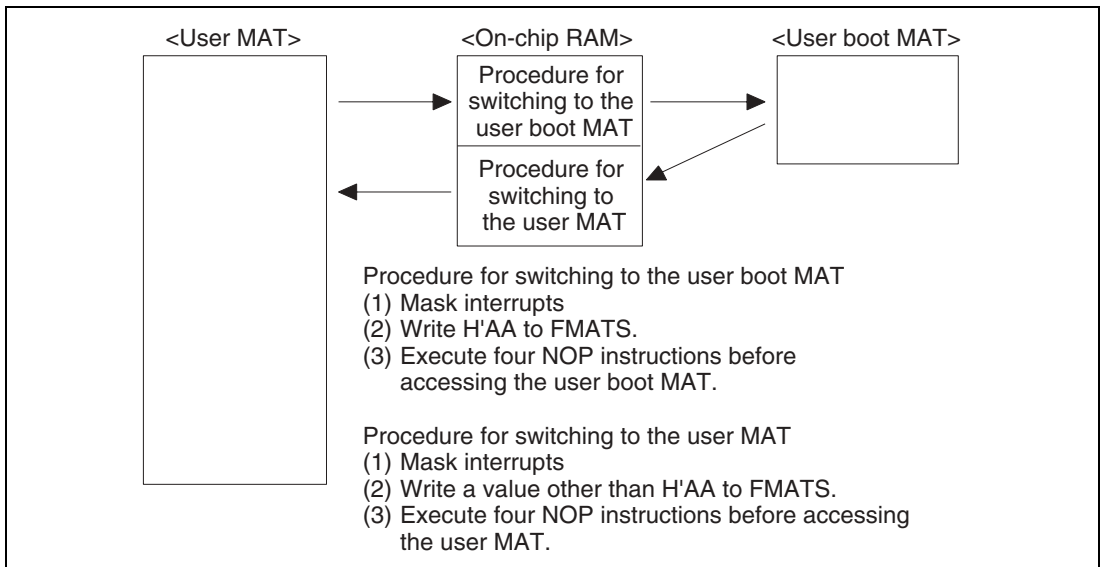 <User MAT>
<On-chip RAM>
<User boot MAT>
Procedure for
switching to the
user boot MAT
Procedure for
switching to
the user MAT
Procedure for switching to the user boot MAT
(1) Mask interrupts
(2) Write H'AA to FMATS.
(3) Execute four NOP instructions before
accessing the user boot MAT.
Procedure for switching to the user MAT
(1) Mask interrupts
(2) Write a value other than H'AA to FMATS.
(3) Execute four NOP instructions before accessing
the user MAT.